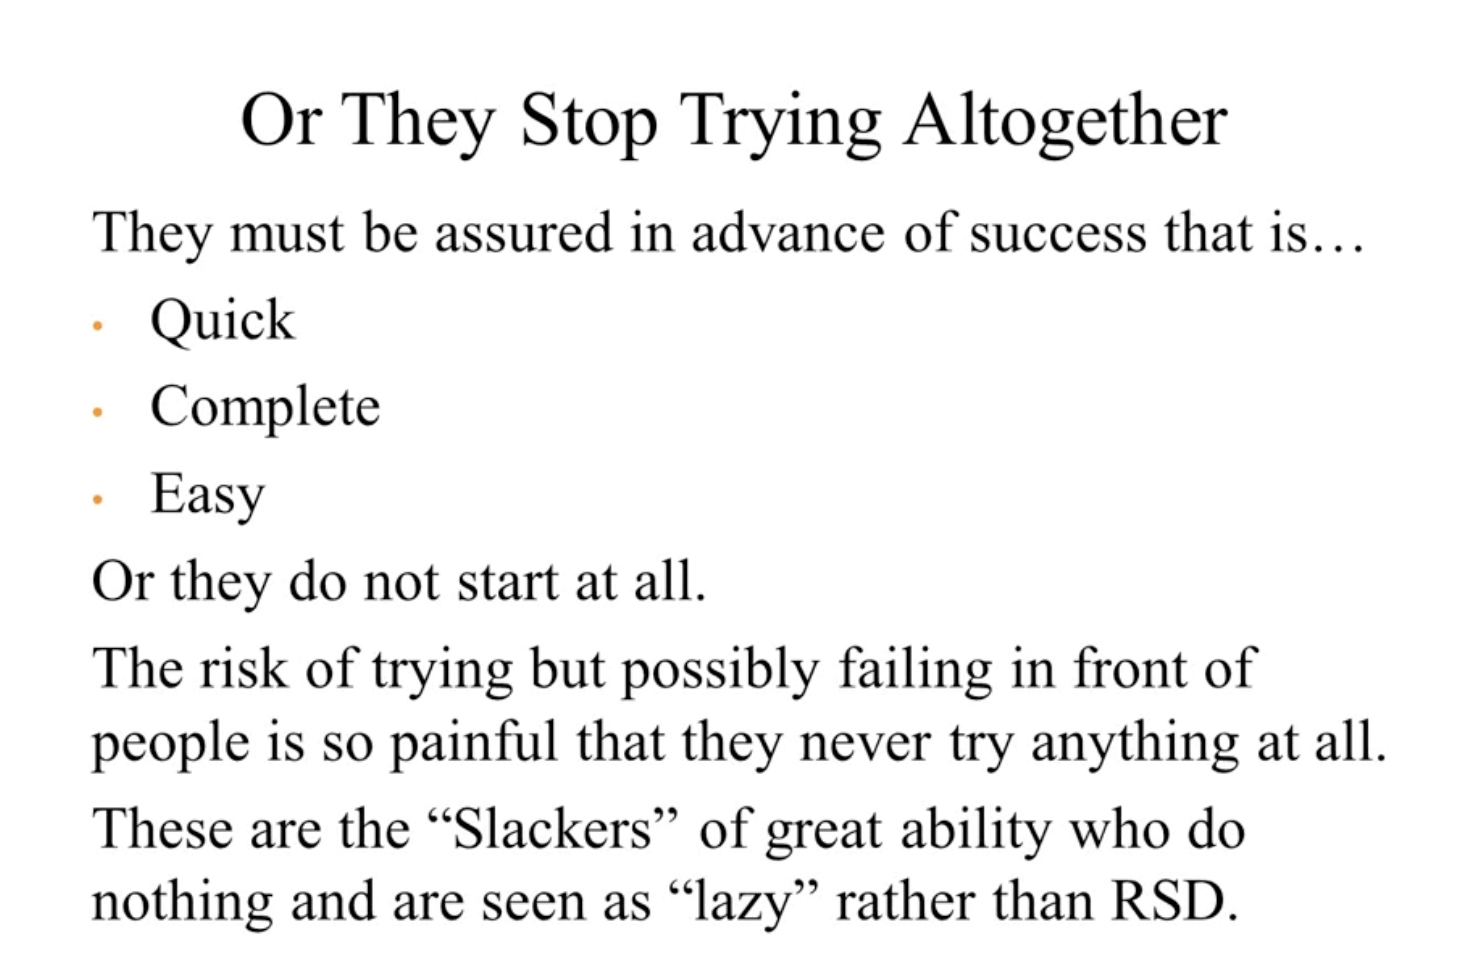 Or They Stop Trying Altogether
They must be assured in advance of success that is…
• Quick
• Complete
• Easy
Or they do not start at all.
The risk of trying but possibly failing in front of
people is so painful that they never try anything at all.
These are the “Slackers” of great ability who do
nothing and are seen as “lazy” rather than RSD.